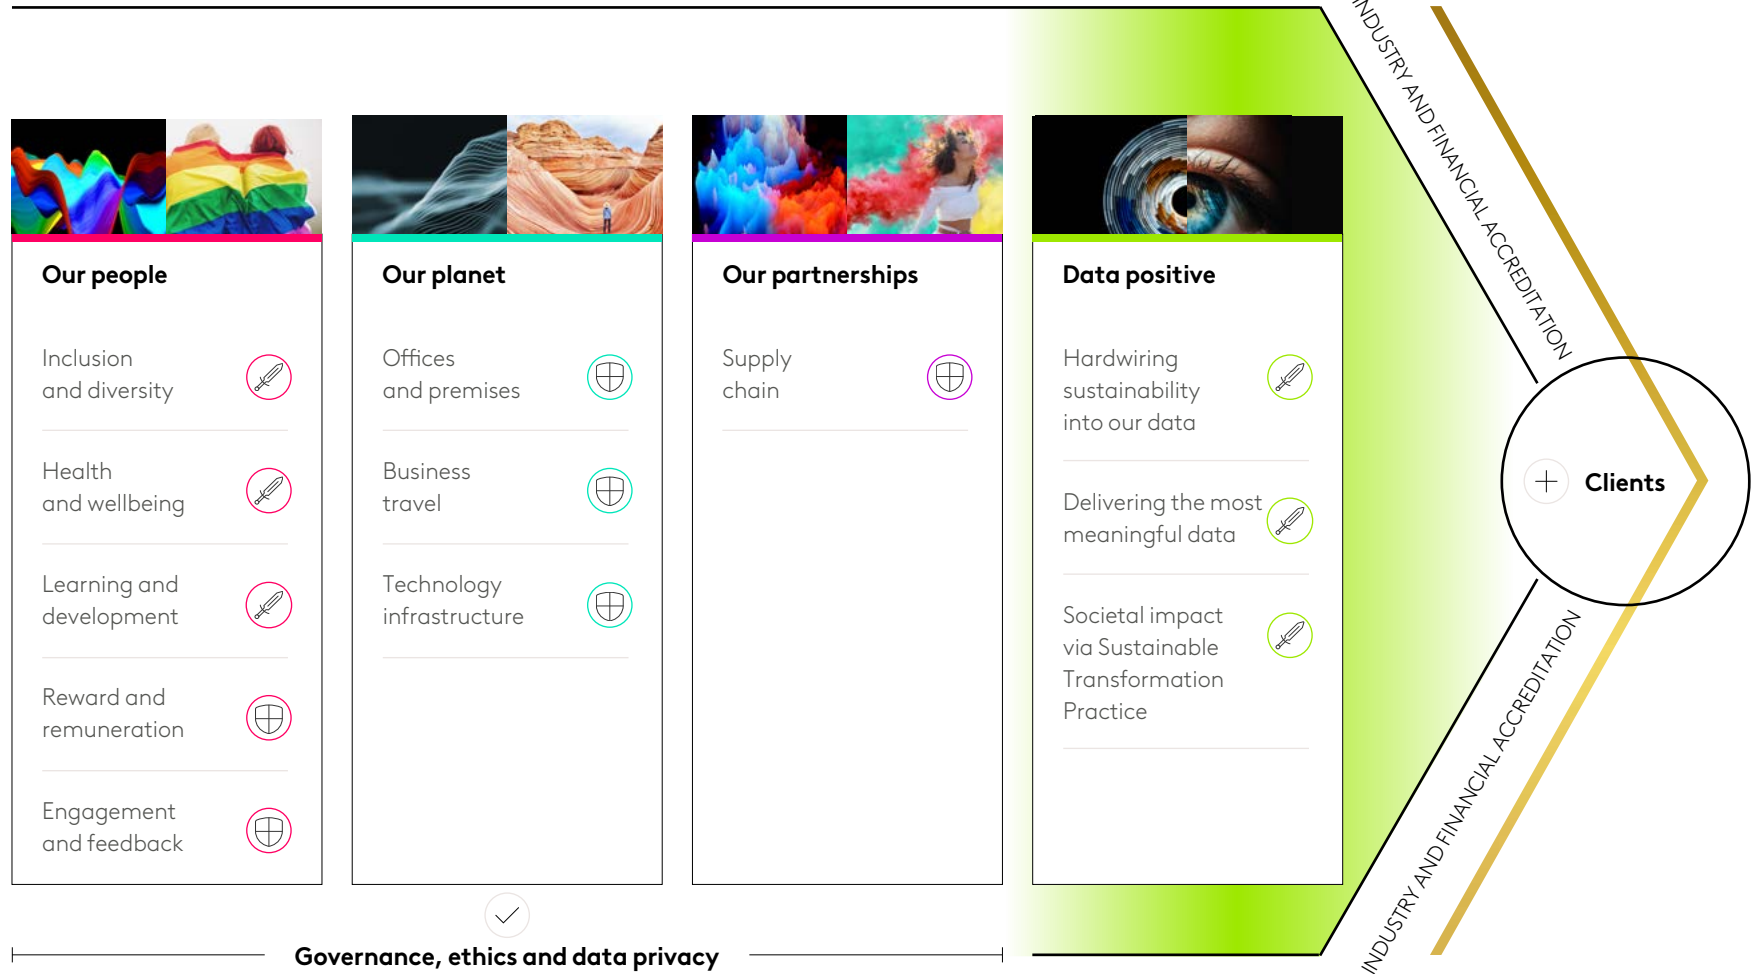 INDUSTRY AND FINANCIAL ACCREDITATION
Our people
Inclusion
and diversity
Health
and wellbeing
Learning and
development
Reward and
remuneration
Engagement
and feedback
Our planet
Offices
and premises
Business
travel
Technology
infrastructure
Our partnerships
Supply
chain
Data positive
Hardwiring
sustainability
into our data
Delivering the most
meaningful data
Societal impact
via Sustainable
Transformation
Practice
Clients
INDUSTRY AND FINANCIAL ACCREDITATION
Governance, ethics and data privacy